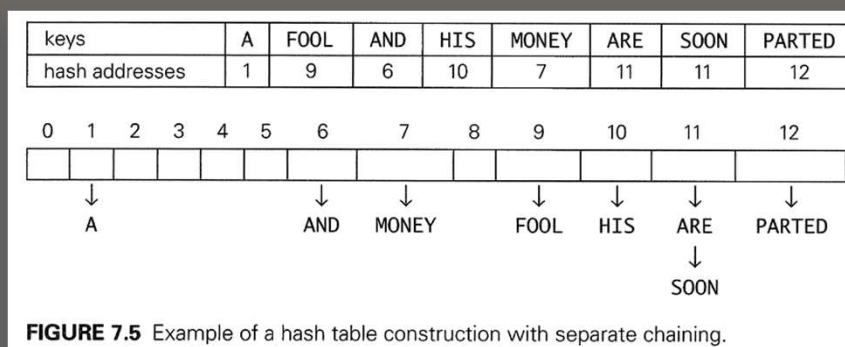 keys A FOOL AND HIS MONEY ARE SOON PARTED
hash addresses 1 9 6 10 7 11 11 12
0 1 2 3 4 5 6 7 8 9 10 11 12
↓ ↓ ↓ ↓ ↓ ↓ ↓
A AND MONEY FOOL HIS ARE PARTED
↓
SOON
FIGURE 7.5 Example of a hash table construction with separate chaining.